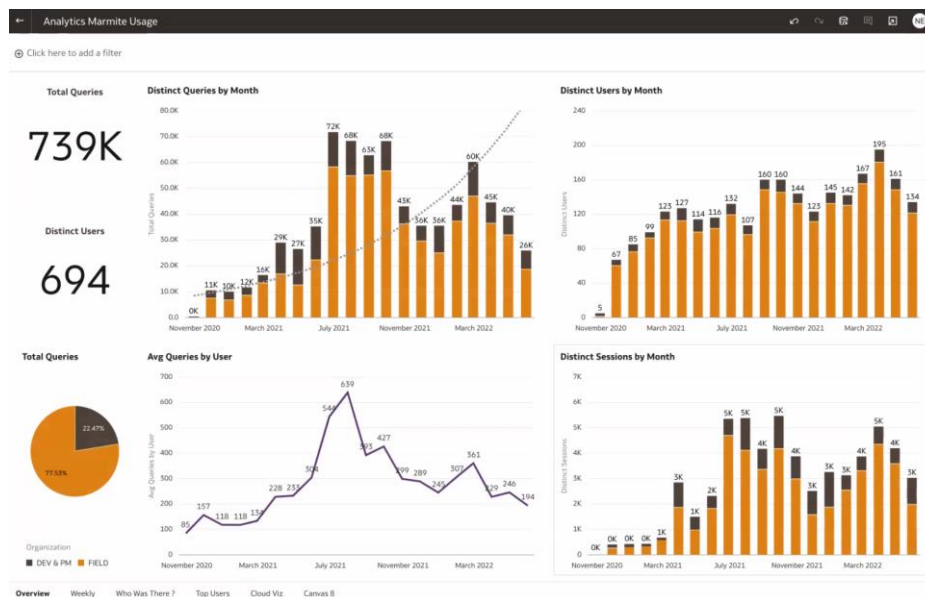 Analytics Marmite Usage
NE
Click here to add a filter
Total Queries
739K
Distinct Users
694
Distinct Queries by Month
Total Queries
80.0K
70.0K
60.0K
50.0K
40.0K
30.0K
20.0K
10.0K
0.0
0K
11K
10K
12K
16K
29K
27K
35K
72K
68K
63K
68K
43K
36K
36K
44K
60K
45K
40K
26K
November 2020
March 2021
July 2021
November 2021
March 2022
Distinct Users by Month
Distinct Users
240
200
160
120
80
40
0
5
67
85
99
123
127
114
116
132
107
160
160
144
123
145
142
167
195
161
134
November 2020
March 2021
July 2021
November 2021
March 2022
Total Queries
22.47%
77.53%
Organization
DEV & PM
FIELD
Avg Queries by User
Avg Queries by User
700
600
500
400
300
200
100
0
85
157
118
118
134
228
233
304
544
639
393
427
299
289
245
307
361
229
246
194
November 2020
March 2021
July 2021
November 2021
March 2022
Distinct Sessions by Month
Distinct Sessions
7K
6K
5K
4K
3K
2K
1K
0
0K
0K
0K
0K
1K
3K
1K
2K
5K
5K
4K
5K
4K
3K
3K
3K
4K
5K
4K
3K
November 2020
March 2021
July 2021
November 2021
March 2022
Overview
Weekly
Who Was There ?
Top Users
Cloud Viz
Canvas 8